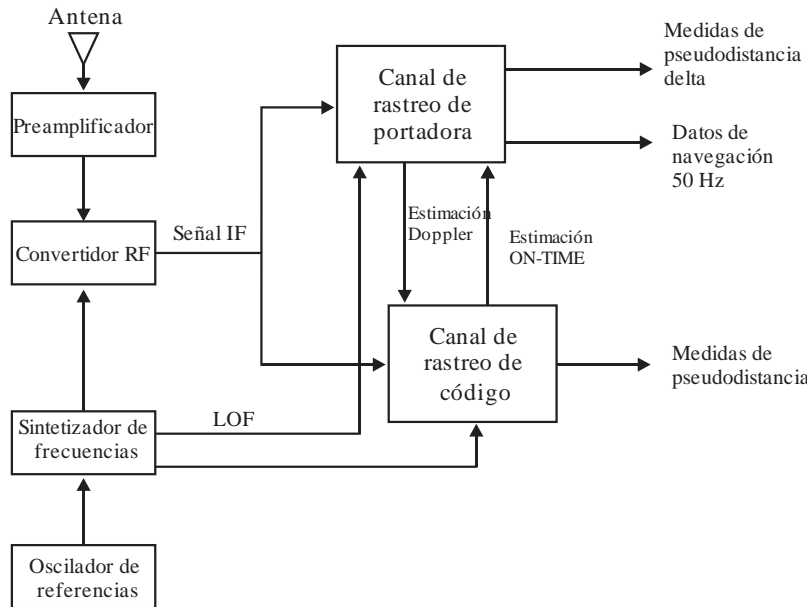 Antena
Preamplificador
Convertidor RF
Señal IF
Sintetizador de
frecuencias
LOF
Oscilador de
referencias
Canal de
rastreo de
portadora
Estimación
Doppler
Estimación
ON-TIME
Canal de
rastreo de
código
Medidas de
pseudodistancia
delta
Datos de
navegación
50 Hz
Medidas de
pseudodistancia